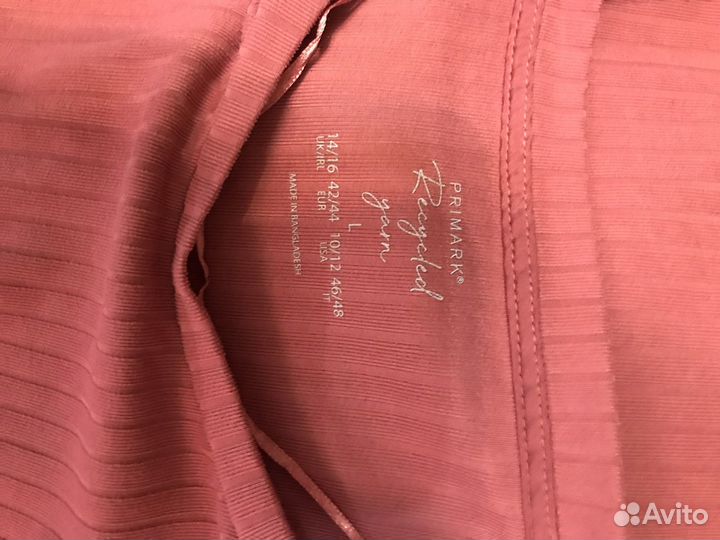 PRIMARK®
Recycled
yarn
L
14/16 42/44 10/12 46/48
UK/IRL EUR USA IT
MADE IN BANGLADESH
Avito